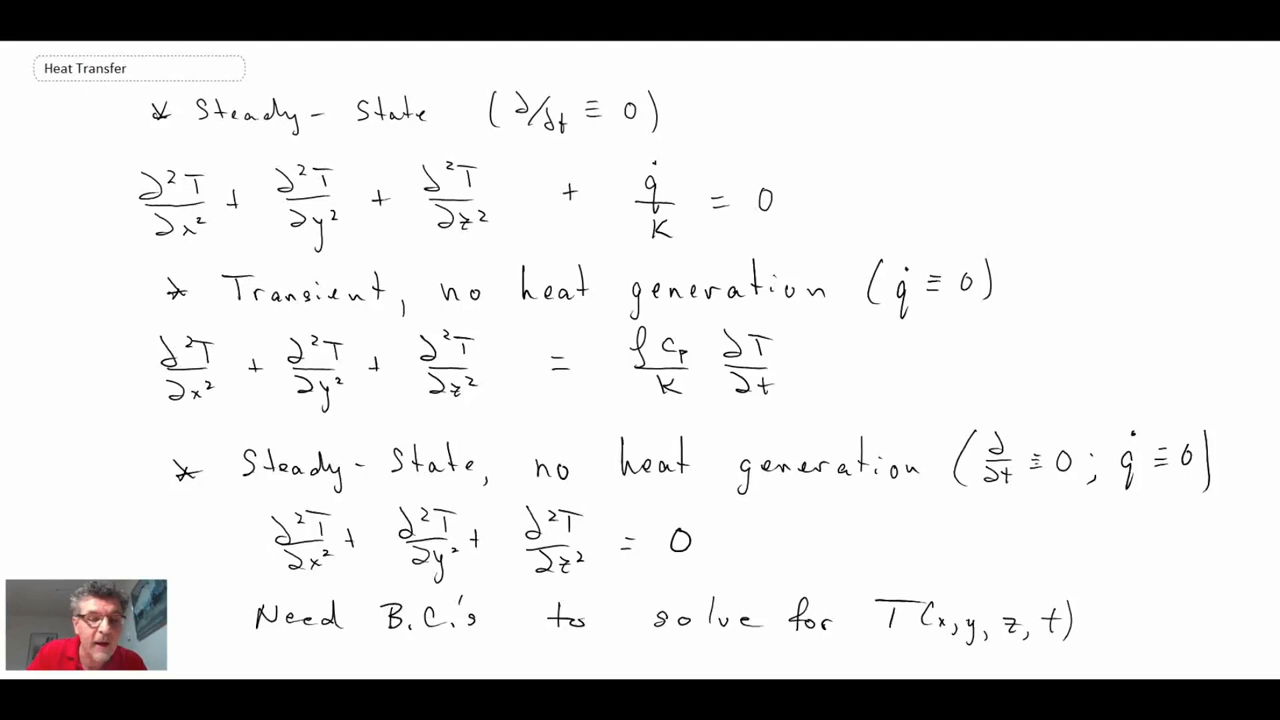 Heat Transfer
* Steady-State (∂/∂t ≡ 0)
∂²T/∂x² + ∂²T/∂y² + ∂²T/∂z² + q̇/K = 0
* Transient, no heat generation (q̇ ≡ 0)
∂²T/∂x² + ∂²T/∂y² + ∂²T/∂z² = ρCp/K ∂T/∂t
* Steady-State, no heat generation (∂/∂t ≡ 0; q̇ ≡ 0)
∂²T/∂x² + ∂²T/∂y² + ∂²T/∂z² = 0
Need B.C.'s to solve for T(x,y,z,t)